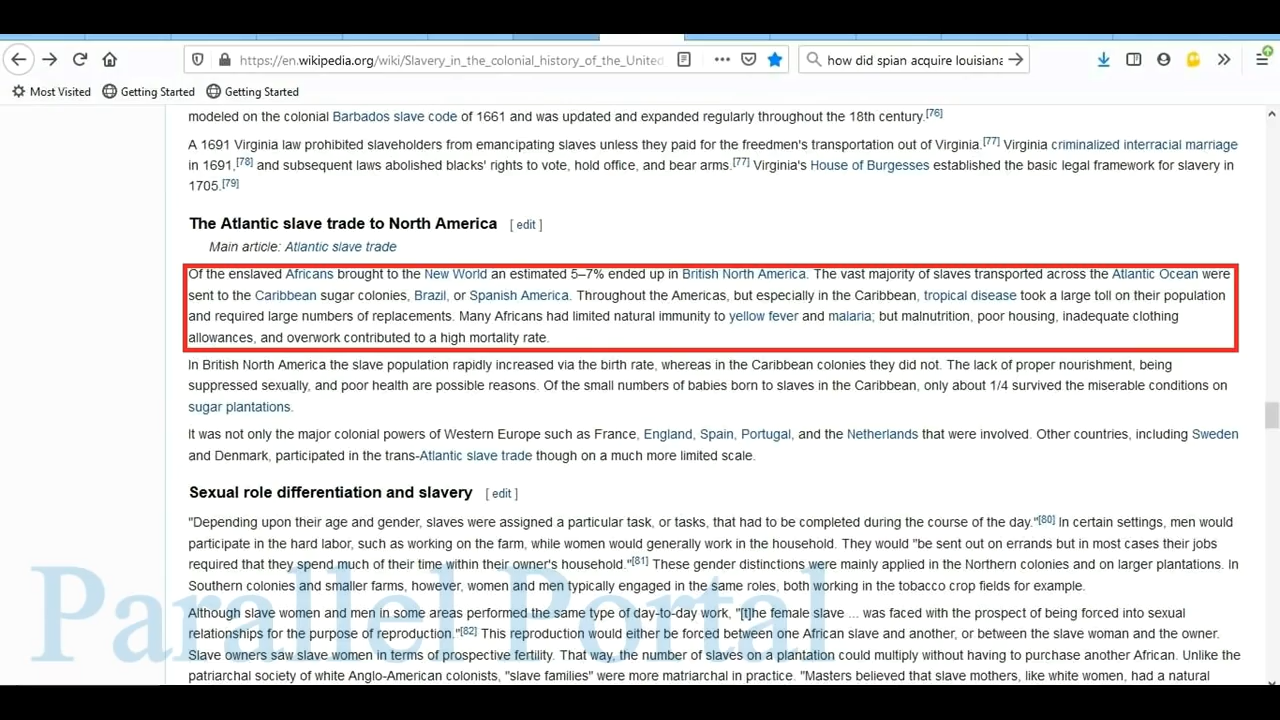 https://en.wikipedia.org/wiki/Slavery_in_the_colonial_history_of_the_United
how did spian acquire louisiana
Most Visited Getting Started Getting Started
modeled on the colonial Barbados slave code of 1661 and was updated and expanded regularly throughout the 18th century.[76]
A 1691 Virginia law prohibited slaveholders from emancipating slaves unless they paid for the freedmen's transportation out of Virginia.[77] Virginia criminalized interracial marriage
in 1691,[78] and subsequent laws abolished blacks' rights to vote, hold office, and bear arms.[77] Virginia's House of Burgesses established the basic legal framework for slavery in
1705.[79]
The Atlantic slave trade to North America [ edit ]
Main article: Atlantic slave trade
Of the enslaved Africans brought to the New World an estimated 5–7% ended up in British North America. The vast majority of slaves transported across the Atlantic Ocean were
sent to the Caribbean sugar colonies, Brazil, or Spanish America. Throughout the Americas, but especially in the Caribbean, tropical disease took a large toll on their population
and required large numbers of replacements. Many Africans had limited natural immunity to yellow fever and malaria; but malnutrition, poor housing, inadequate clothing
allowances, and overwork contributed to a high mortality rate.
In British North America the slave population rapidly increased via the birth rate, whereas in the Caribbean colonies they did not. The lack of proper nourishment, being
suppressed sexually, and poor health are possible reasons. Of the small numbers of babies born to slaves in the Caribbean, only about 1/4 survived the miserable conditions on
sugar plantations.
It was not only the major colonial powers of Western Europe such as France, England, Spain, Portugal, and the Netherlands that were involved. Other countries, including Sweden
and Denmark, participated in the trans-Atlantic slave trade though on a much more limited scale.
Sexual role differentiation and slavery [ edit ]
"Depending upon their age and gender, slaves were assigned a particular task, or tasks, that had to be completed during the course of the day."[80] In certain settings, men would
participate in the hard labor, such as working on the farm, while women would generally work in the household. They would "be sent out on errands but in most cases their jobs
required that they spend much of their time within their owner's household."[81] These gender distinctions were mainly applied in the Northern colonies and on larger plantations. In
Southern colonies and smaller farms, however, women and men typically engaged in the same roles, both working in the tobacco crop fields for example.
Although slave women and men in some areas performed the same type of day-to-day work, "[t]he female slave ... was faced with the prospect of being forced into sexual
relationships for the purpose of reproduction."[82] This reproduction would either be forced between one African slave and another, or between the slave woman and the owner.
Slave owners saw slave women in terms of prospective fertility. That way, the number of slaves on a plantation could multiply without having to purchase another African. Unlike the
patriarchal society of white Anglo-American colonists, "slave families" were more matriarchal in practice. "Masters believed that slave mothers, like white women, had a natural
Parallel Portal